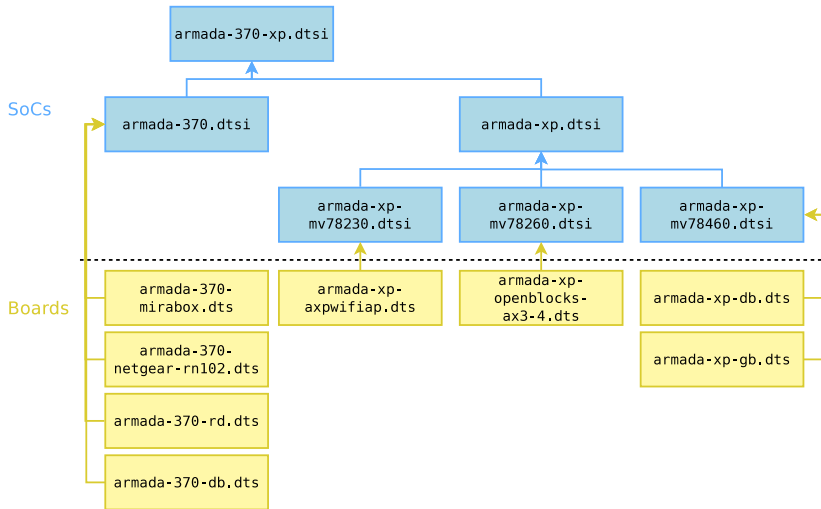 armada-370-xp.dtsi
SoCs
armada-370.dtsi
armada-xp.dtsi
armada-xp-
mv78230.dtsi
armada-xp-
mv78260.dtsi
armada-xp-
mv78460.dtsi
Boards
armada-370-
mirabox.dts
armada-xp-
axpwifiap.dts
armada-xp-
openblocks-
ax3-4.dts
armada-xp-db.dts
armada-370-
netgear-rn102.dts
armada-xp-gb.dts
armada-370-rd.dts
armada-370-db.dts